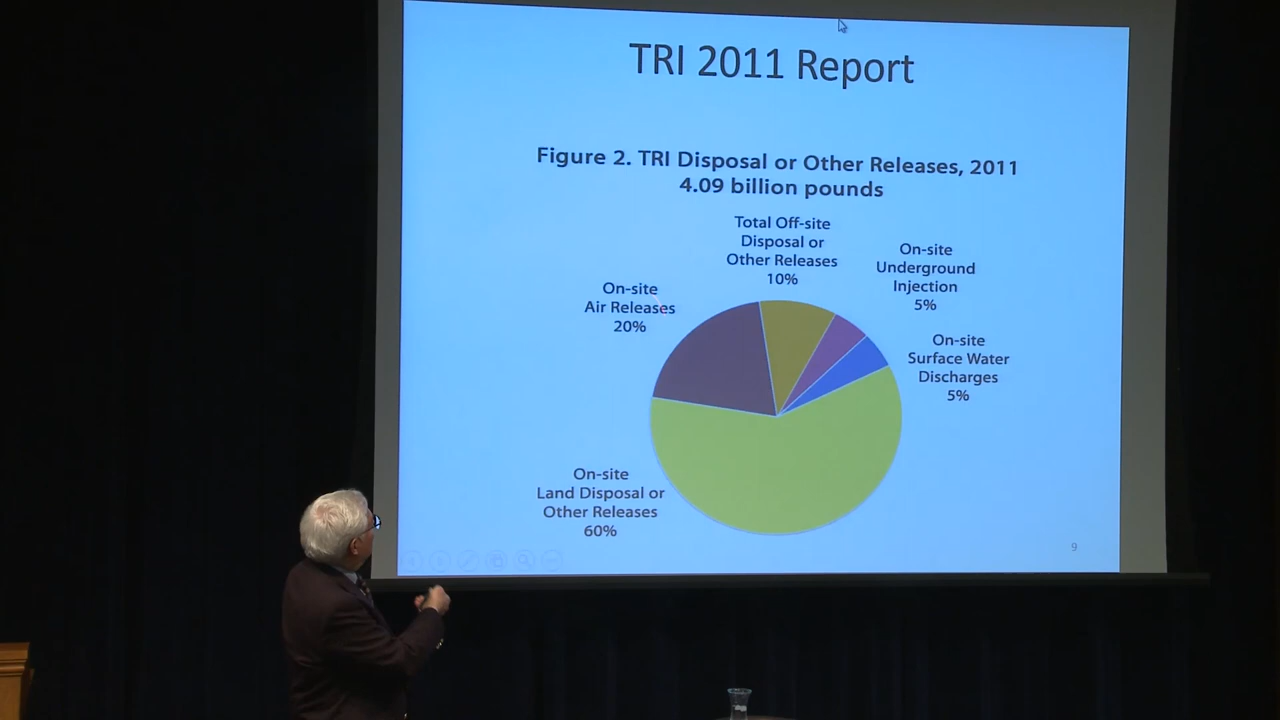 TRI 2011 Report
Figure 2. TRI Disposal or Other Releases, 2011
4.09 billion pounds
Total Off-site
Disposal or
Other Releases
10%
On-site
Underground
Injection
5%
On-site
Air Releases
20%
On-site
Surface Water
Discharges
5%
On-site
Land Disposal or
Other Releases
60%
9